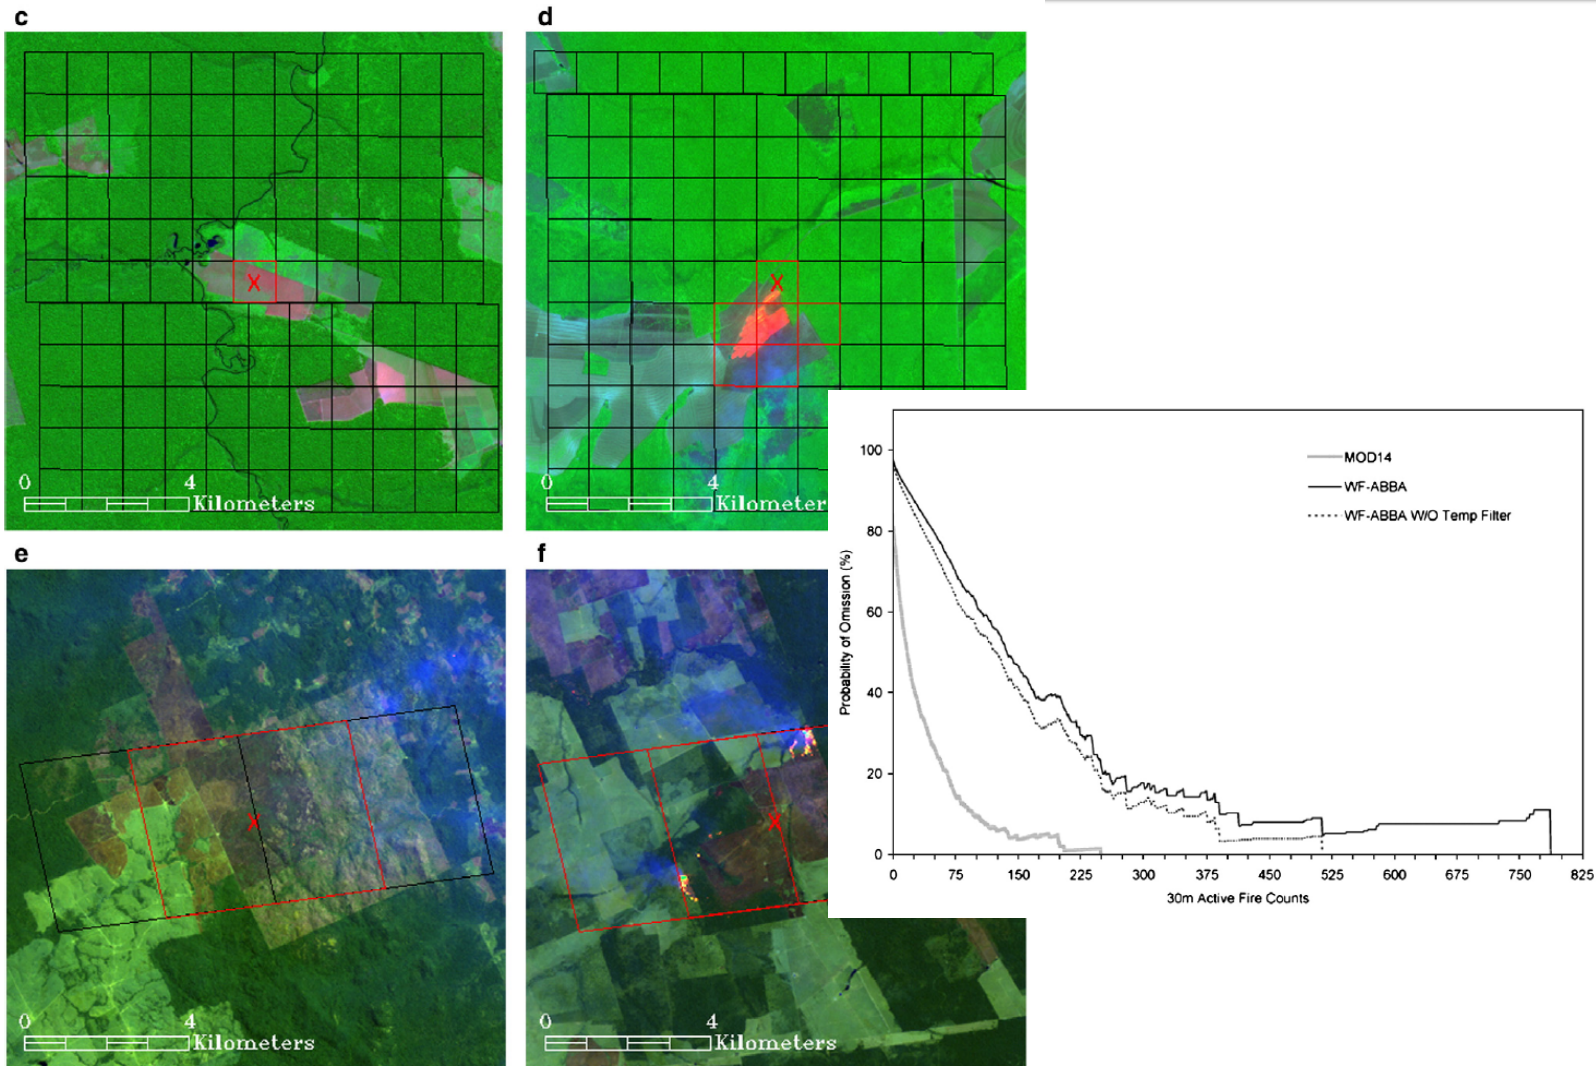 c
d
X
X
0 4
Kilometers
0 4
Kilometer
e
f
X
X
0 4
Kilometers
0 4
Kilometers
100
80
60
40
20
0
Probability of Omission (%)
MOD14
WF-ABBA
WF-ABBA W/O Temp Filter
0 75 150 225 300 375 450 525 600 675 750 825
30m Active Fire Counts